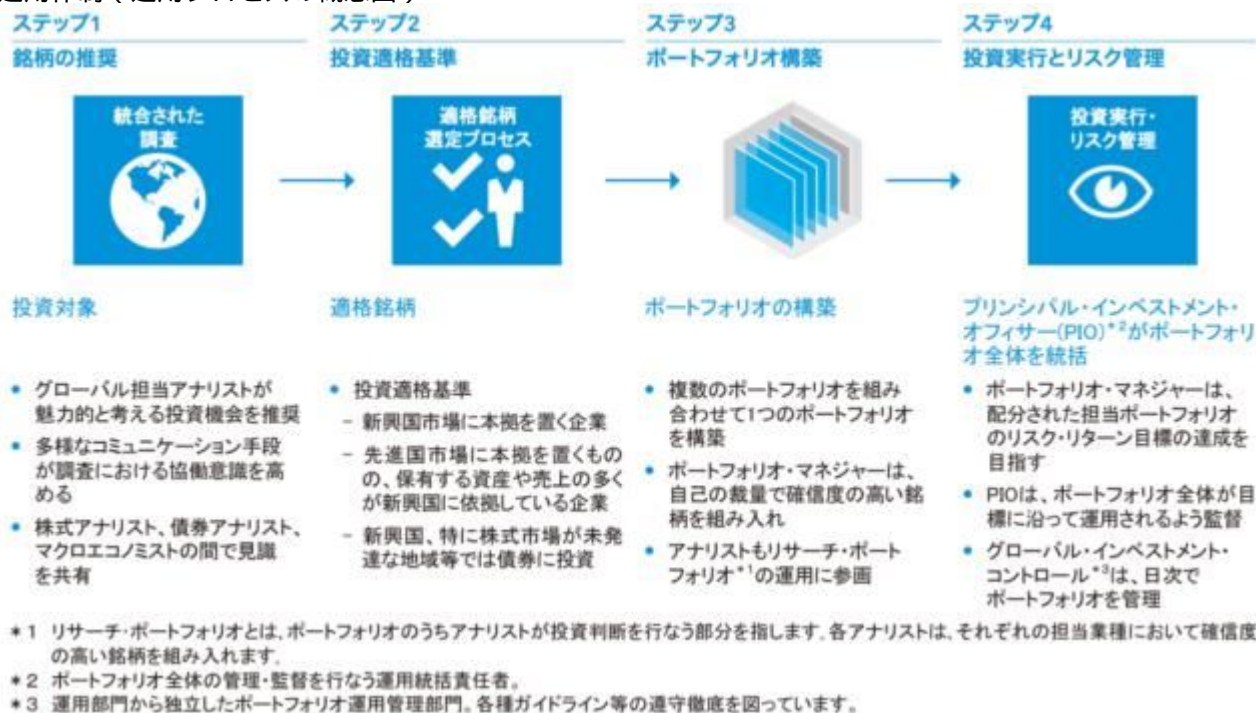 ステップ1
銘柄の推奨
統合された
調査
投資対象
• グローバル担当アナリストが
魅力的と考える投資機会を推奨
• 多様なコミュニケーション手段
が調査における協働意識を高
める
• 株式アナリスト、債券アナリスト、
マクロエコノミストの間で見識
を共有
ステップ2
投資適格基準
適格銘柄
選定プロセス
適格銘柄
• 投資適格基準
− 新興国市場に本拠を置く企業
− 先進国市場に本拠を置くもの
の、保有する資産や売上の多く
が新興国に依拠している企業
− 新興国、特に株式市場が未発
達な地域等では債券に投資
ステップ3
ポートフォリオ構築
ポートフォリオの構築
• 複数のポートフォリオを組み
合わせて1つのポートフォリオ
を構築
• ポートフォリオ・マネジャーは、
自己の裁量で確信度の高い銘
柄を組み入れ
• アナリストもリサーチ・ポート
フォリオ*1の運用に参画
ステップ4
投資実行とリスク管理
投資実行・
リスク管理
プリンシパル・インベストメント・
オフィサー(PIO)*2がポートフォリ
オ全体を統括
• ポートフォリオ・マネジャーは、
配分された担当ポートフォリオ
のリスク・リターン目標の達成を
目指す
• PIOは、ポートフォリオ全体が目
標に沿って運用されるよう監督
• グローバル・インベストメント・
コントロール*3は、日次で
ポートフォリオを管理
*1 リサーチ・ポートフォリオとは、ポートフォリオのうちアナリストが投資判断を行なう部分を指します。各アナリストは、それぞれの担当業種において確信度
の高い銘柄を組み入れます。
*2 ポートフォリオ全体の管理・監督を行なう運用統括責任者。
*3 運用部門から独立したポートフォリオ運用管理部門。各種ガイドライン等の遵守徹底を図っています。